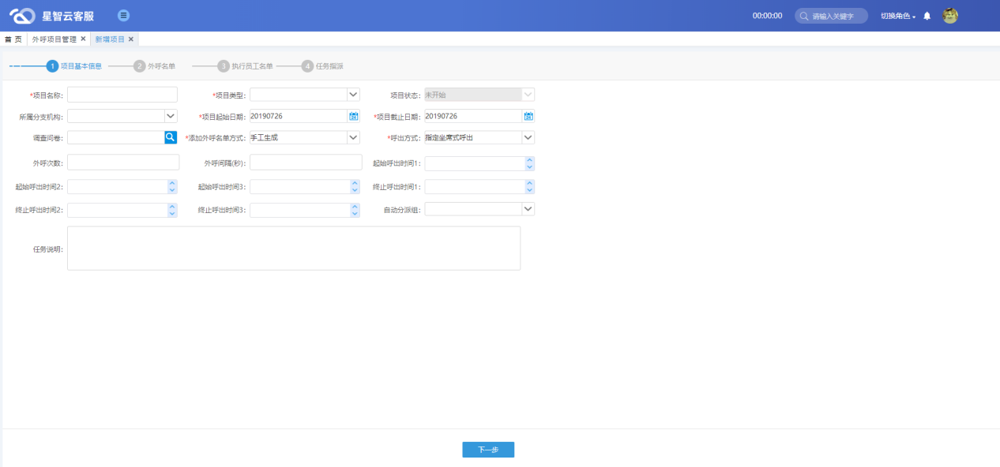 星智云客服 00:00:00 请输入关键字 切换角色
首页 外呼项目管理 × 新增项目 ×
1 项目基本信息 2 外呼名单 3 执行员工名单 4 任务指派
*项目名称: *项目类型: 项目状态: 未开始
所属分支机构: *项目起始日期: 20190726 *项目截止日期: 20190726
调查问卷: *添加外呼名单方式: 手工生成 *呼出方式: 指定坐席式呼出
外呼次数: 外呼间隔(秒): 起始呼出时间1:
起始呼出时间2: 起始呼出时间3: 终止呼出时间1:
终止呼出时间2: 终止呼出时间3: 自动分派组:
任务说明:
下一步